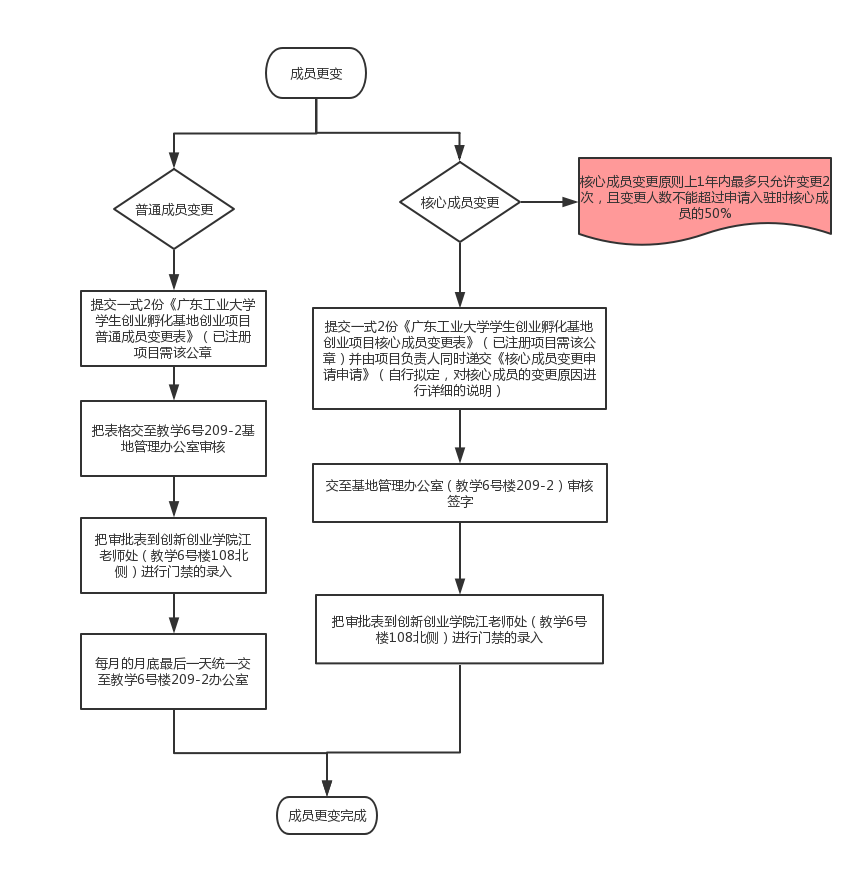 成员更变
普通成员变更
核心成员变更
核心成员变更原则上1年内最多只允许变更2
次，且变更人数不能超过申请入驻时核心成
员的50%
提交一式2份《广东工业大学
学生创业孵化基地创业项目
普通成员变更表》（已注册
项目需该公章
把表格交至教学6号209-2基
地管理办公室审核
把审批表到创新创业学院江
老师处（教学6号楼108北
侧）进行门禁的录入
每月的月底最后一天统一交
至教学6号楼209-2办公室
提交一式2份《广东工业大学学生创业孵化基地
创业项目核心成员变更表》（已注册项目需该公
章）并由项目负责人同时递交《核心成员变更申
请申请》（自行拟定，对核心成员的变更原因进
行详细的说明）
交至基地管理办公室（教学6号楼209-2）审核
签字
把审批表到创新创业学院江老师处（教学6号
楼108北侧）进行门禁的录入
成员更变完成